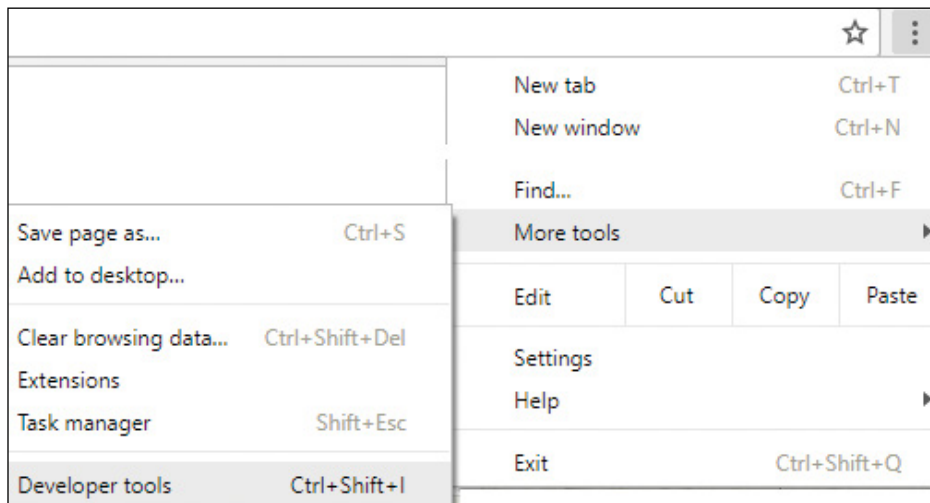 New tab Ctrl+T
New window Ctrl+N
Find... Ctrl+F
More tools
Edit Cut Copy Paste
Settings
Help
Exit Ctrl+Shift+Q
Save page as... Ctrl+S
Add to desktop...
Clear browsing data... Ctrl+Shift+Del
Extensions
Task manager Shift+Esc
Developer tools Ctrl+Shift+I